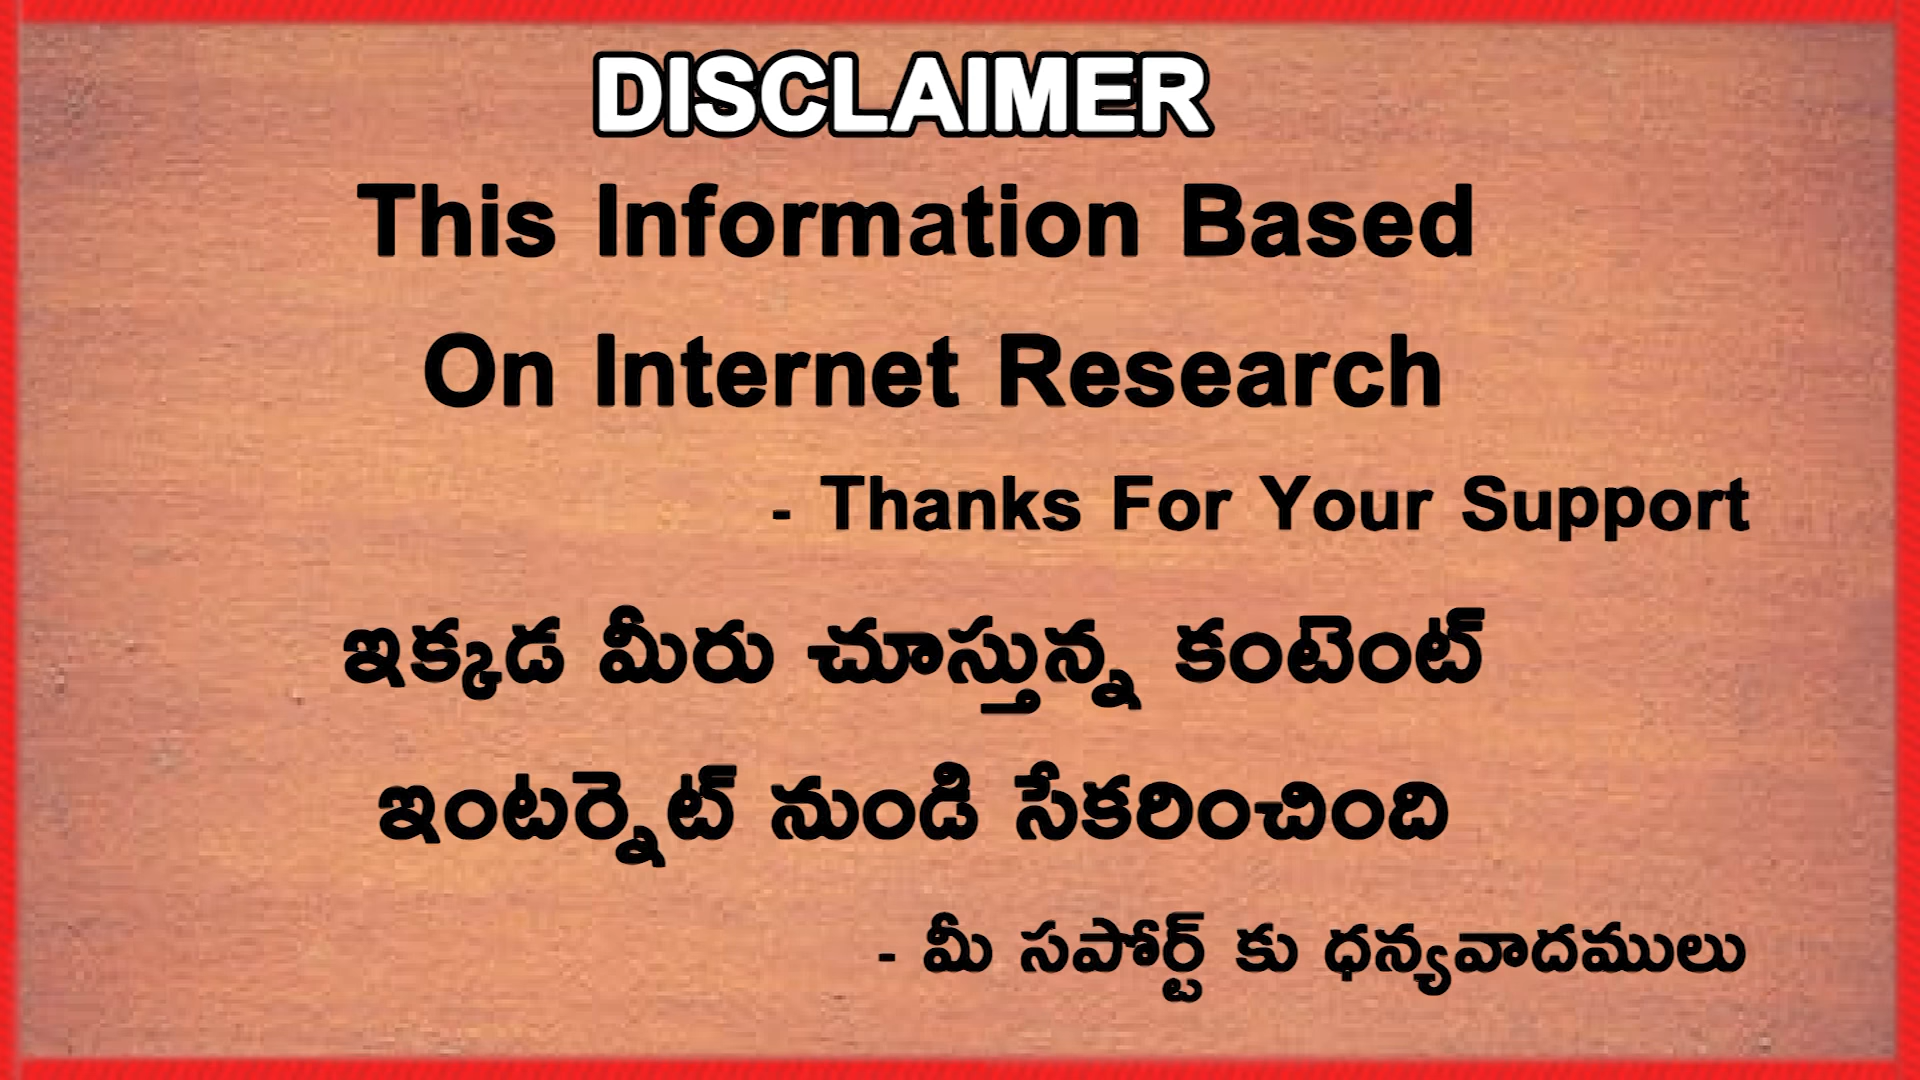 DISCLAIMER
This Information Based
On Internet Research
- Thanks For Your Support
ఇక్కడ మీరు చూస్తున్న కంటెంట్
ఇంటర్నెట్ నుండి సేకరించింది
- మీ సపోర్ట్ కు ధన్యవాదములు